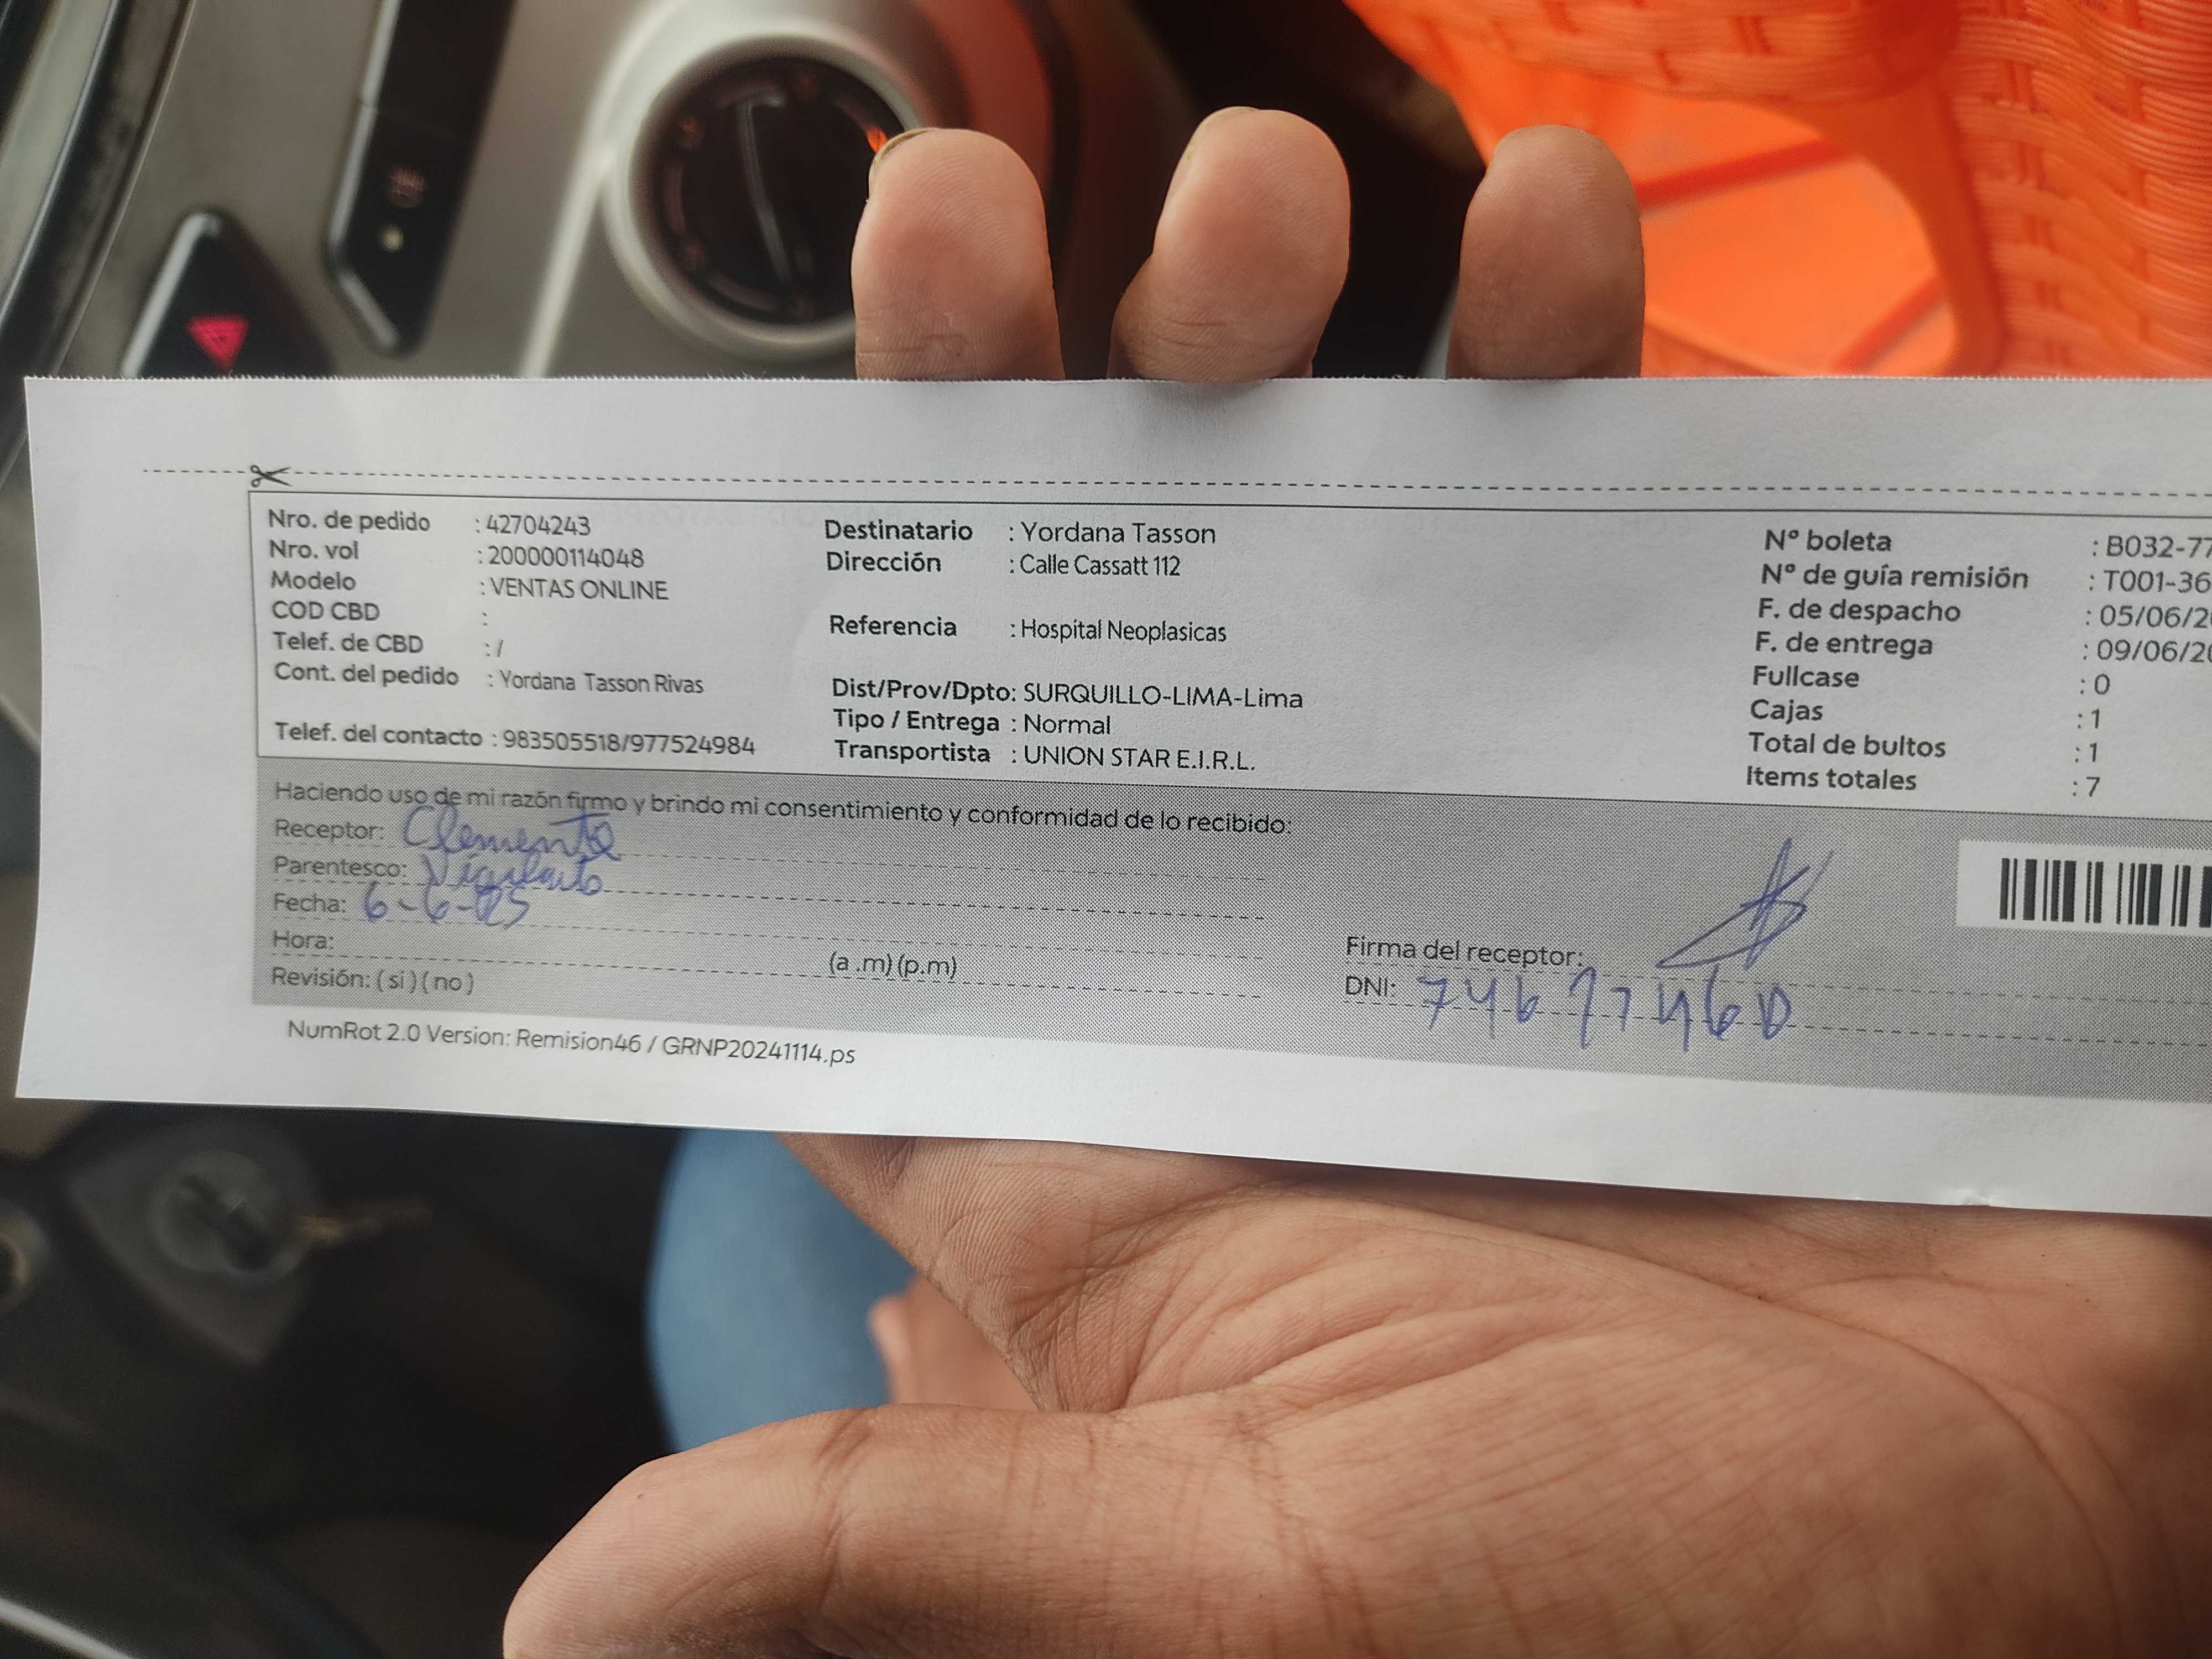 Nro. de pedido : 42704243
Nro. vol : 200000114048
Modelo : VENTAS ONLINE
COD CBD :
Telef. de CBD : /
Cont. del pedido : Yordana Tasson Rivas
Telef. del contacto : 983505518/977524984
Destinatario : Yordana Tasson
Dirección : Calle Cassatt 112
Referencia : Hospital Neoplasicas
Dist/Prov/Dpto: SURQUILLO-LIMA-Lima
Tipo / Entrega : Normal
Transportista : UNION STAR E.I.R.L.
Nº boleta : B032-77
Nº de guía remisión : T001-36
F. de despacho : 05/06/20
F. de entrega : 09/06/20
Fullcase : 0
Cajas : 1
Total de bultos : 1
Items totales : 7
Haciendo uso de mi razón firmo y brindo mi consentimiento y conformidad de lo recibido:
Receptor: Clemente
Parentesco: Vigilante
Fecha: 6-6-25
Hora: (a .m) (p.m)
Revisión: ( si ) ( no )
Firma del receptor:
DNI:
NumRot 2.0 Version: Remision46 / GRNP20241114.ps